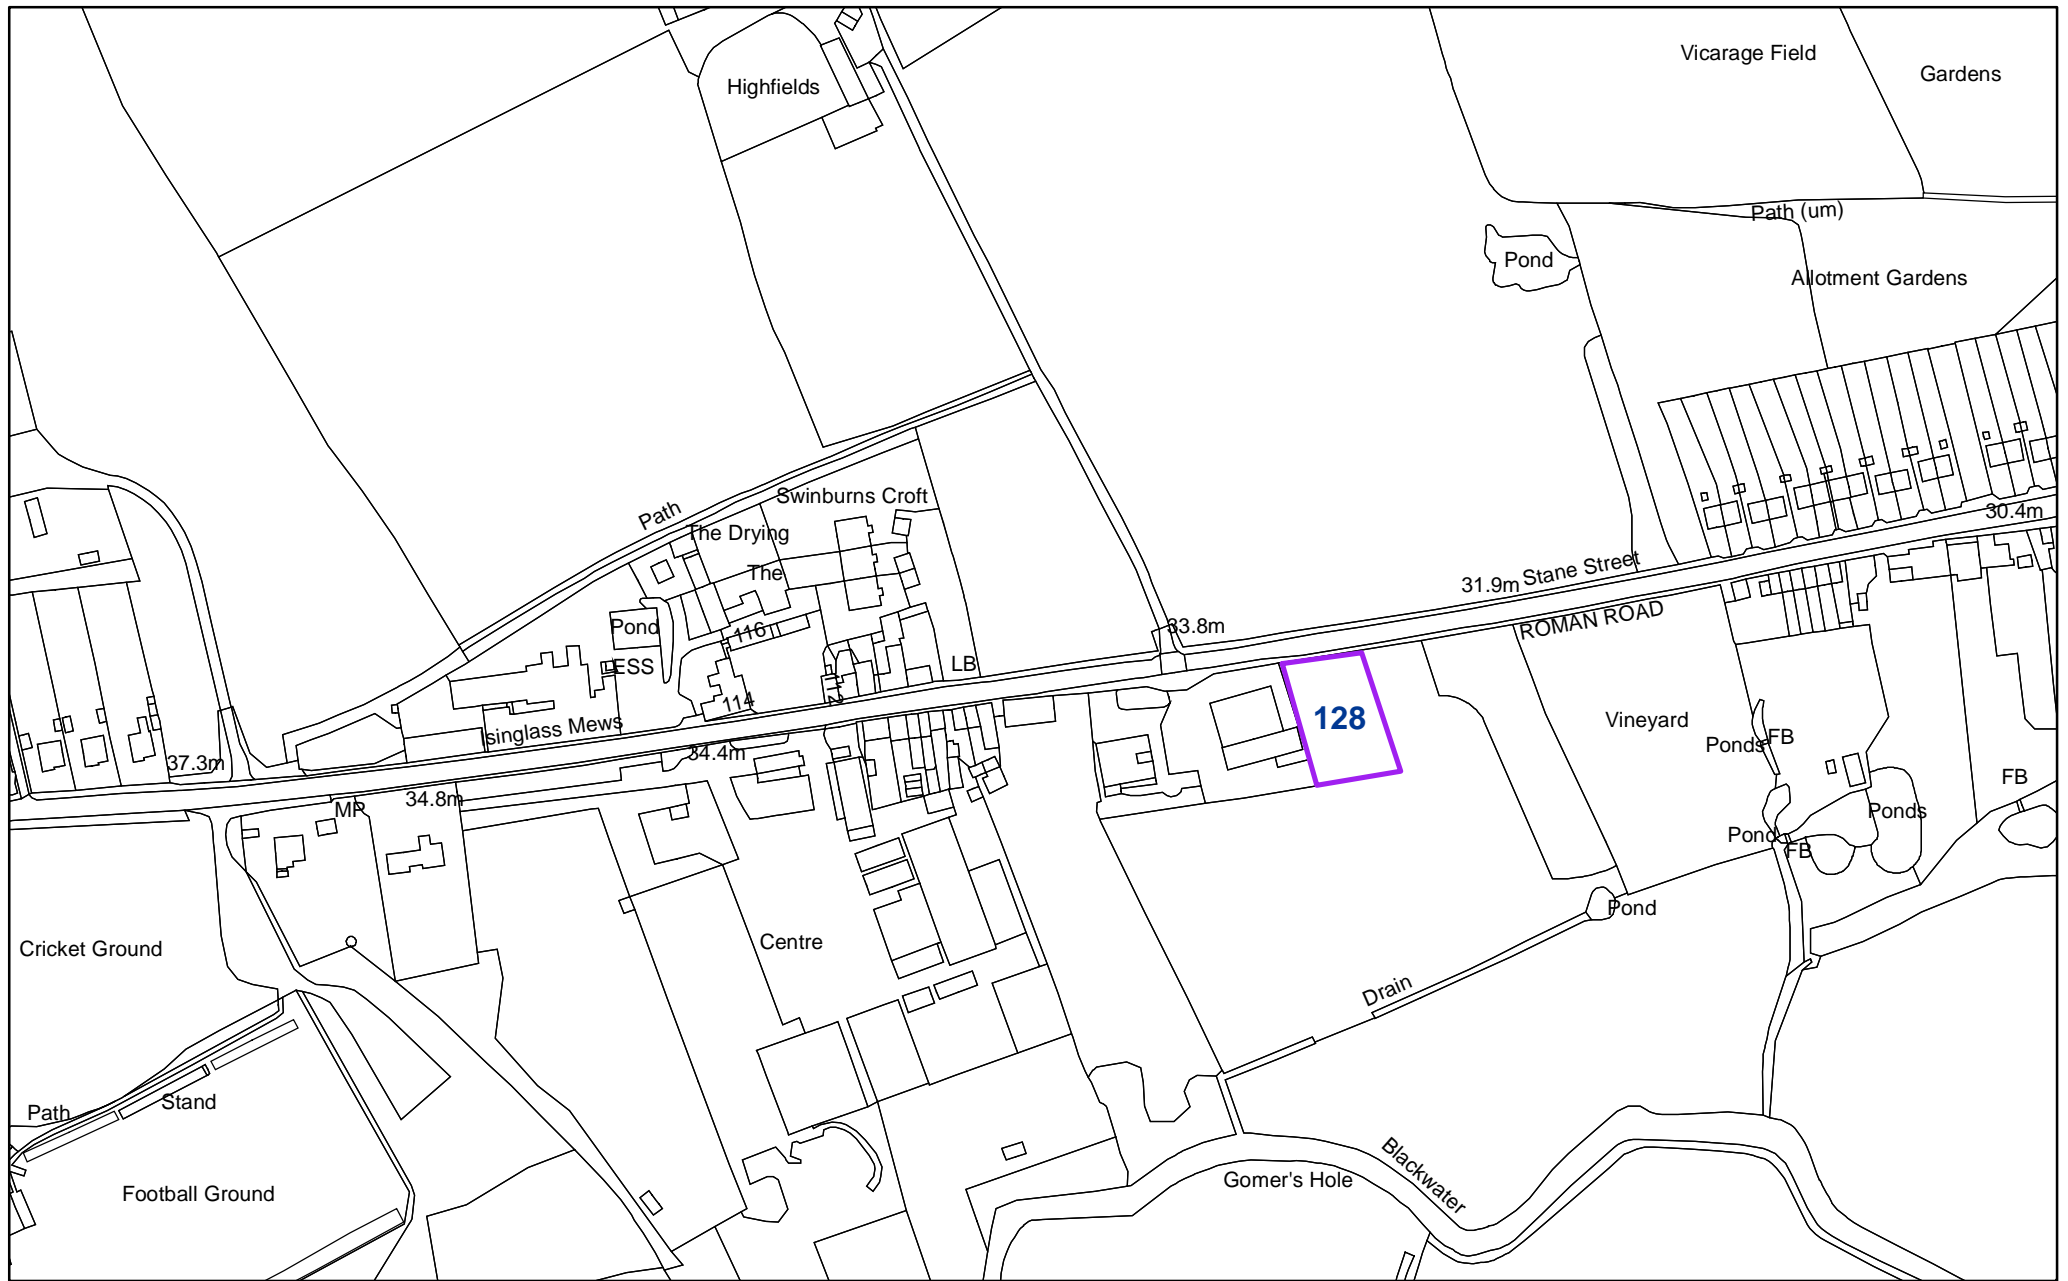 Vicarage Field
Gardens
Highfields
Path (um)
Pond
Allotment Gardens
Swinburns Croft
Path
The Drying
The
30.4m
Stane Street
31.9m
ROMAN ROAD
33.8m
116
Pond
ESS
LB
114
112
Isinglass Mews
128
Vineyard
Ponds
FB
34.4m
37.3m
FB
34.8m
MP
Ponds
Pond
FB
Pond
Cricket Ground
Centre
Drain
Stand
Path
Blackwater
Gomer's Hole
Football Ground